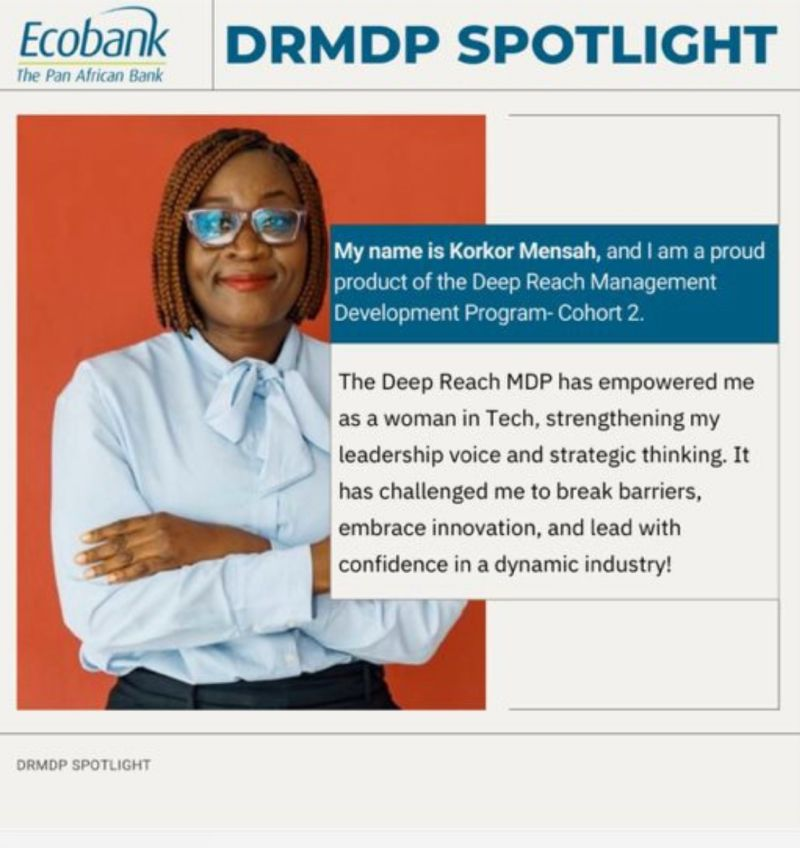 Ecobank
The Pan African Bank
DRMDP SPOTLIGHT
My name is Korkor Mensah, and I am a proud
product of the Deep Reach Management
Development Program- Cohort 2.
The Deep Reach MDP has empowered me
as a woman in Tech, strengthening my
leadership voice and strategic thinking. It
has challenged me to break barriers,
embrace innovation, and lead with
confidence in a dynamic industry!
DRMDP SPOTLIGHT